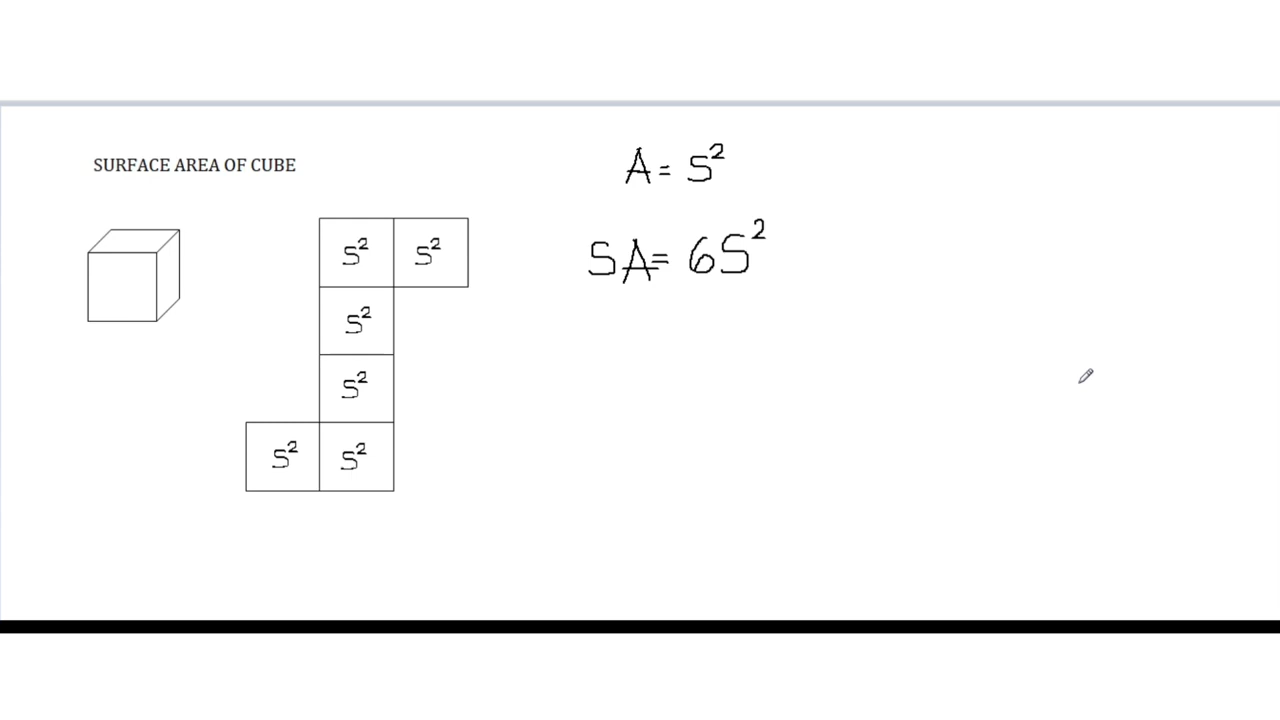 SURFACE AREA OF CUBE
A = S²
SA = 6S²
S² S²
S²
S²
S² S²